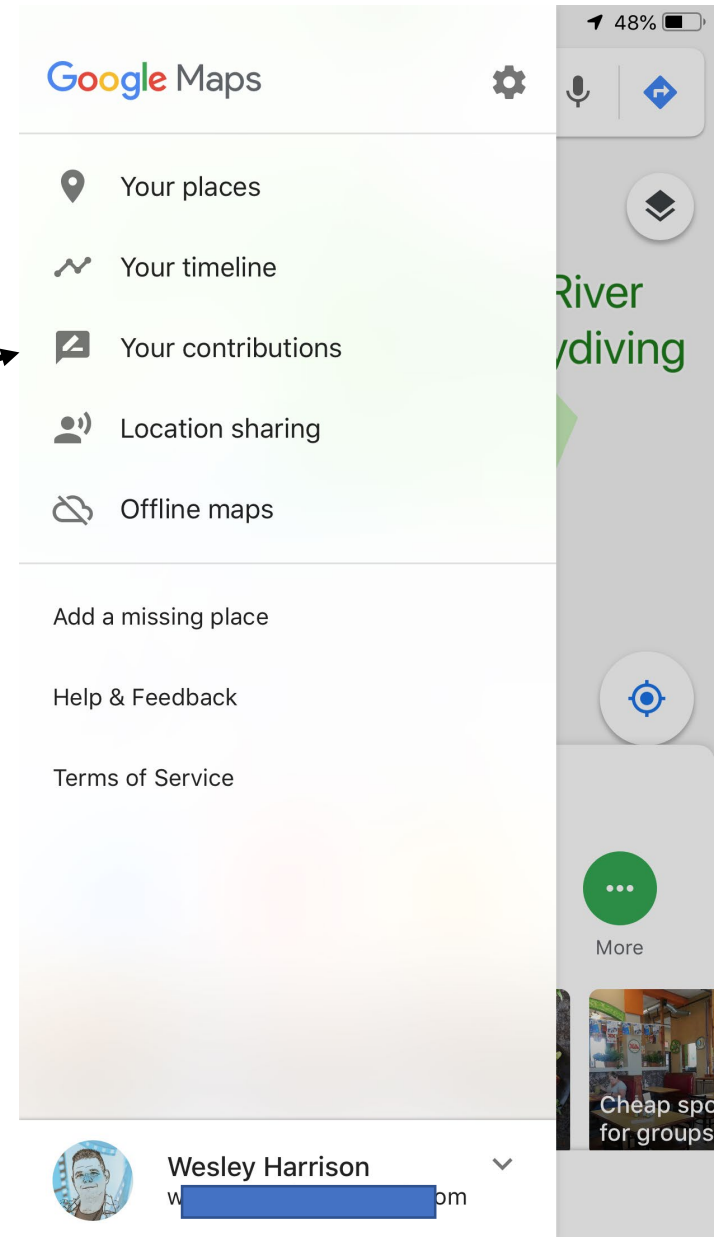 48%
Google Maps
Your places
Your timeline
Your contributions
Location sharing
Offline maps
Add a missing place
Help & Feedback
Terms of Service
Wesley Harrison
w om
River
ydiving
More
Cheap spo
for groups